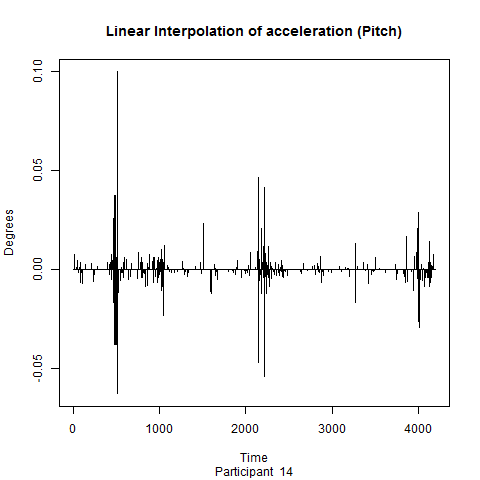 Linear Interpolation of acceleration (Pitch)
0.10
0.05
0.00
-0.05
Degrees
0 1000 2000 3000 4000
Time
Participant 14